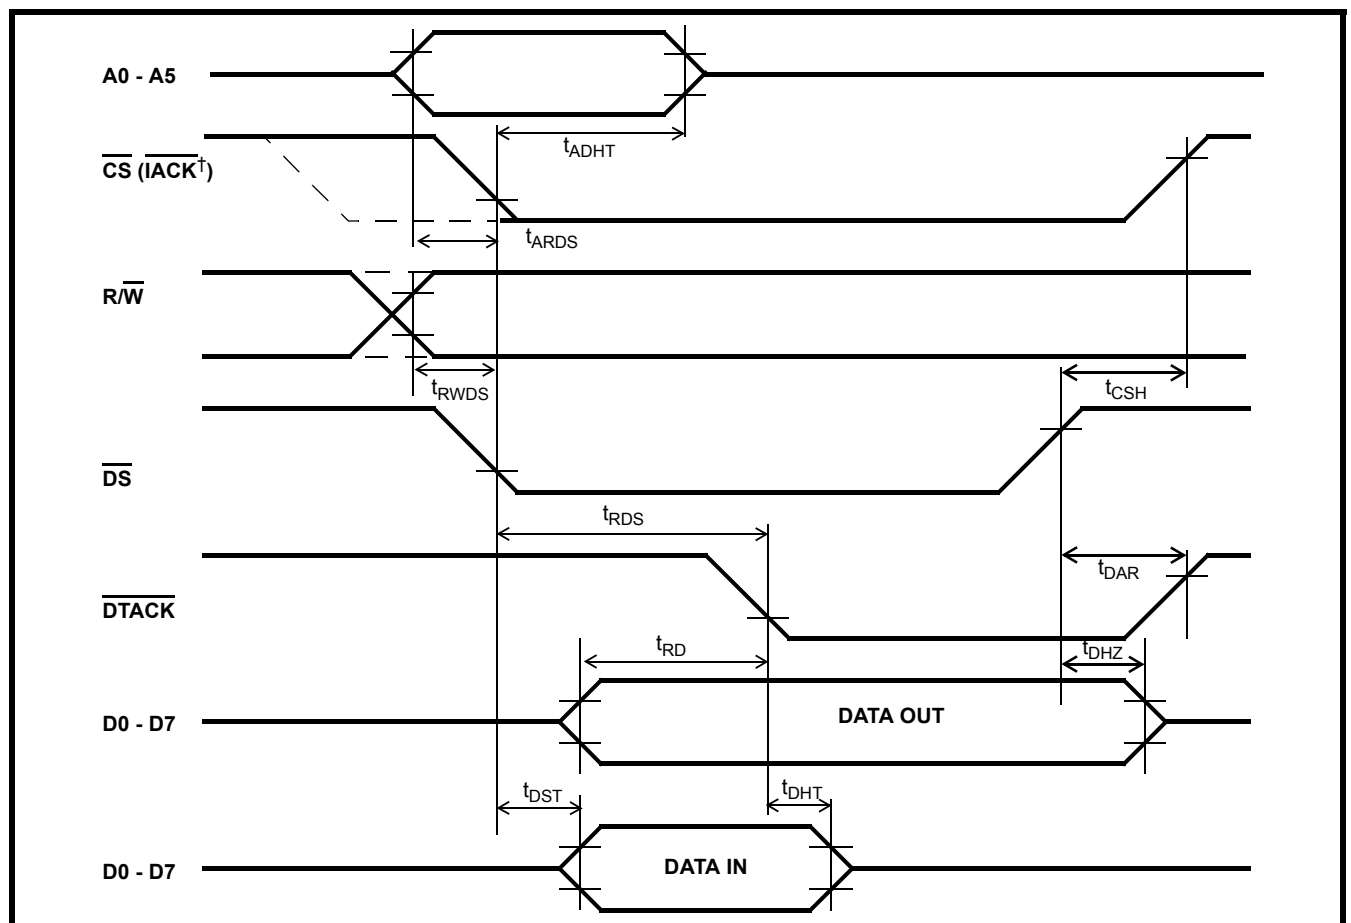 A0 - A5
tADHT
CS (IACK†)
tARDS
R/W
tRWDS
tCSH
DS
tRDS
tDAR
DTACK
tRD
tDHZ
D0 - D7
DATA OUT
tDST
tDHT
D0 - D7
DATA IN